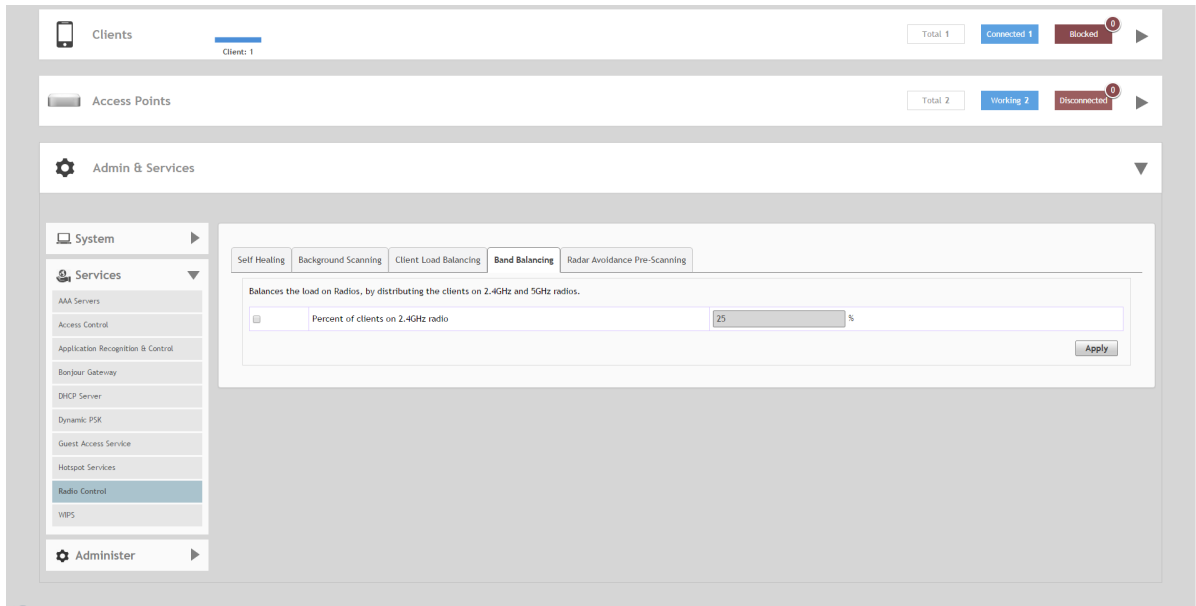 Clients
Client: 1
Total 1
Connected 1
Blocked
0
Access Points
Total 2
Working 2
Disconnected
0
Admin & Services
System
Services
AAA Servers
Access Control
Application Recognition & Control
Bonjour Gateway
DHCP Server
Dynamic PSK
Guest Access Service
Hotspot Services
Radio Control
WIPS
Administer
Self Healing
Background Scanning
Client Load Balancing
Band Balancing
Radar Avoidance Pre-Scanning
Balances the load on Radios, by distributing the clients on 2.4GHz and 5GHz radios.
Percent of clients on 2.4GHz radio
25
%
Apply